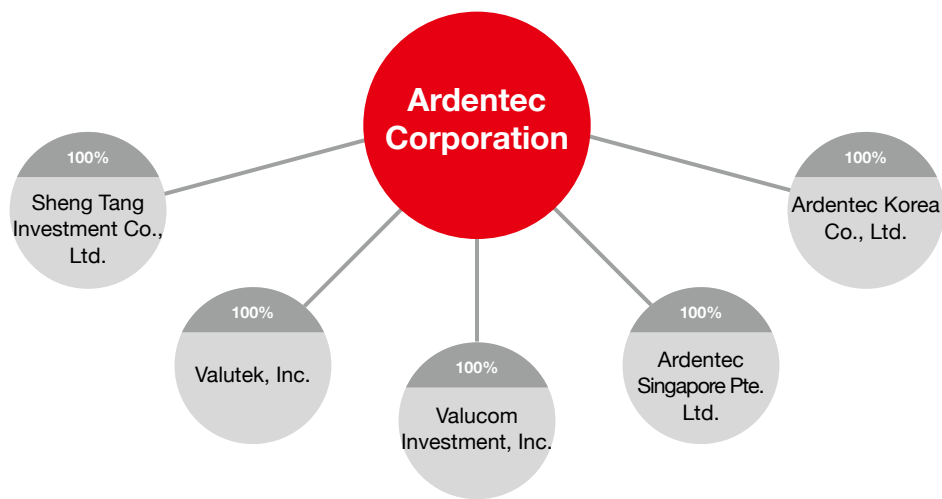 Ardentec
Corporation
100%
Sheng Tang
Investment Co.,
Ltd.
100%
Valutek, Inc.
100%
Valucom
Investment, Inc.
100%
Ardentec
Singapore Pte.
Ltd.
100%
Ardentec Korea
Co., Ltd.